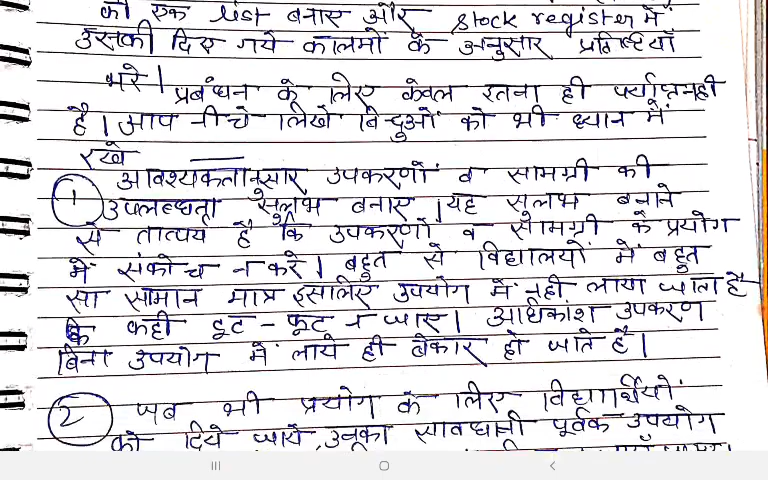 की एक list बनाए और stock register में
उसकी दिए गये कालमों के अनुसार प्रविष्टियाँ
भरे।
प्रबंधन के लिए केवल इतना ही पर्याप्त नही
है। आप नीचे लिखे बिन्दुओं को भी ध्यान में
रखे
आवश्यकतानुसार उपकरणों व सामग्री की
1 उपलब्धता सुलभ बनाए। यह सुलभ बनाने
से तात्पर्य है कि उपकरणों व सामग्री के प्रयोग
में संकोच न करे। बहुत से विद्यालयों में बहुत
सा सामान मात्र इसलिए उपयोग में नही लाया जाता है
कि कही टूट-फूट न जाए। अधिकांश उपकरण
बिना उपयोग में लाये ही बेकार हो जाते है।
2 जब भी प्रयोग के लिए विद्यार्थियों
को दिये जाये, उनका सावधानी पूर्वक उपयोग